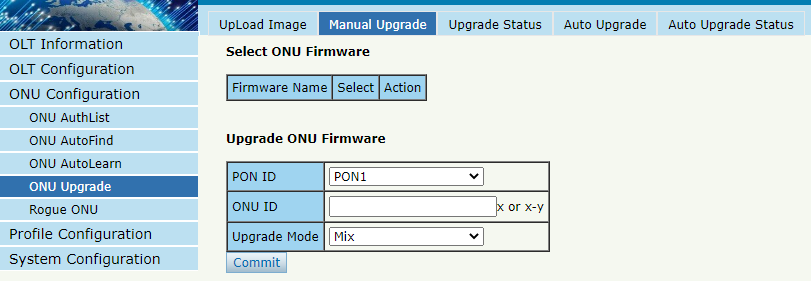 UpLoad Image Manual Upgrade Upgrade Status Auto Upgrade Auto Upgrade Status
OLT Information
OLT Configuration
ONU Configuration
ONU AuthList
ONU AutoFind
ONU AutoLearn
ONU Upgrade
Rogue ONU
Profile Configuration
System Configuration
Select ONU Firmware
Firmware Name Select Action
Upgrade ONU Firmware
PON ID PON1
ONU ID x or x-y
Upgrade Mode Mix
Commit